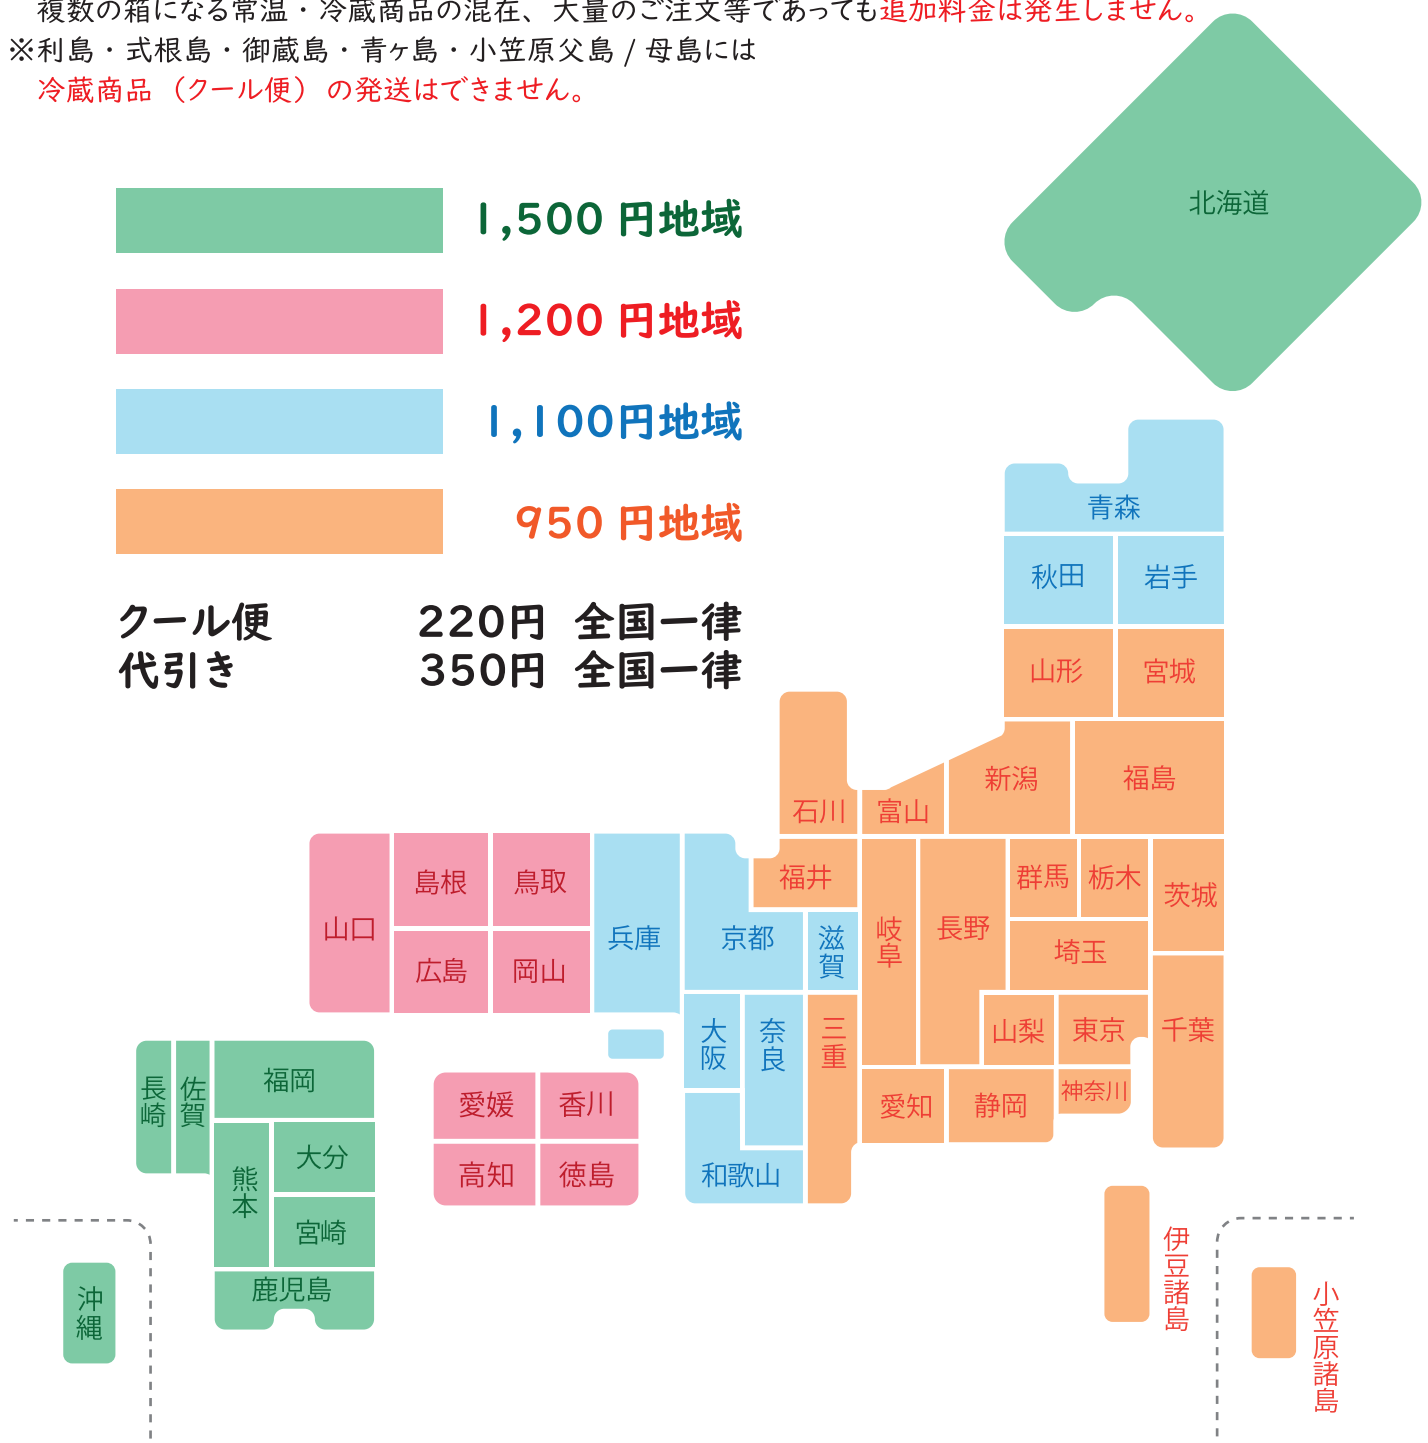 複数の箱になる常温・冷蔵商品の混在、大量のご注文等であっても追加料金は発生しません。
※利島・式根島・御蔵島・青ヶ島・小笠原父島 / 母島には
冷蔵商品（クール便）の発送はできません。
1,500 円地域
1,200 円地域
1,100円地域
950 円地域
クール便 220円 全国一律
代引き 350円 全国一律
北海道
青森
秋田
岩手
山形
宮城
新潟
福島
石川
富山
福井
岐阜
長野
群馬
栃木
茨城
埼玉
山梨
東京
千葉
神奈川
愛知
静岡
山口
島根
鳥取
広島
岡山
兵庫
京都
滋賀
大阪
奈良
三重
和歌山
愛媛
香川
高知
徳島
長崎
佐賀
福岡
熊本
大分
宮崎
鹿児島
沖縄
伊豆諸島
小笠原諸島